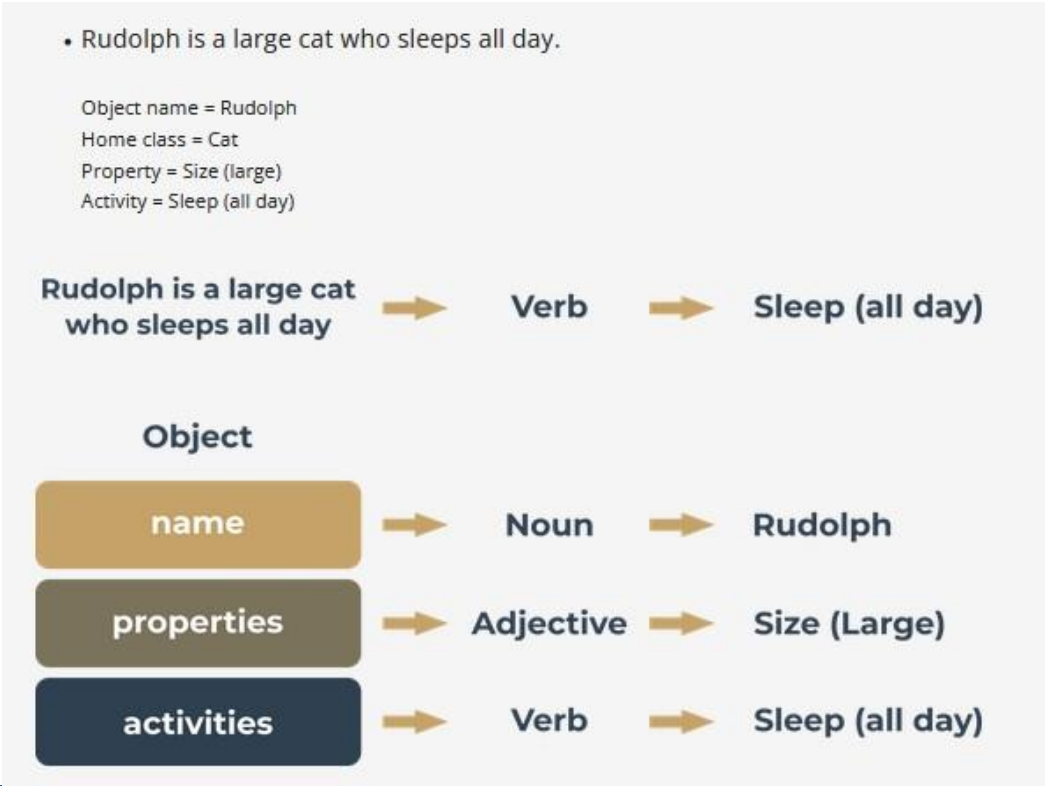 • Rudolph is a large cat who sleeps all day.
Object name = Rudolph
Home class = Cat
Property = Size (large)
Activity = Sleep (all day)
Rudolph is a large cat
who sleeps all day
Verb
Sleep (all day)
Object
name
Noun
Rudolph
properties
Adjective
Size (Large)
activities
Verb
Sleep (all day)